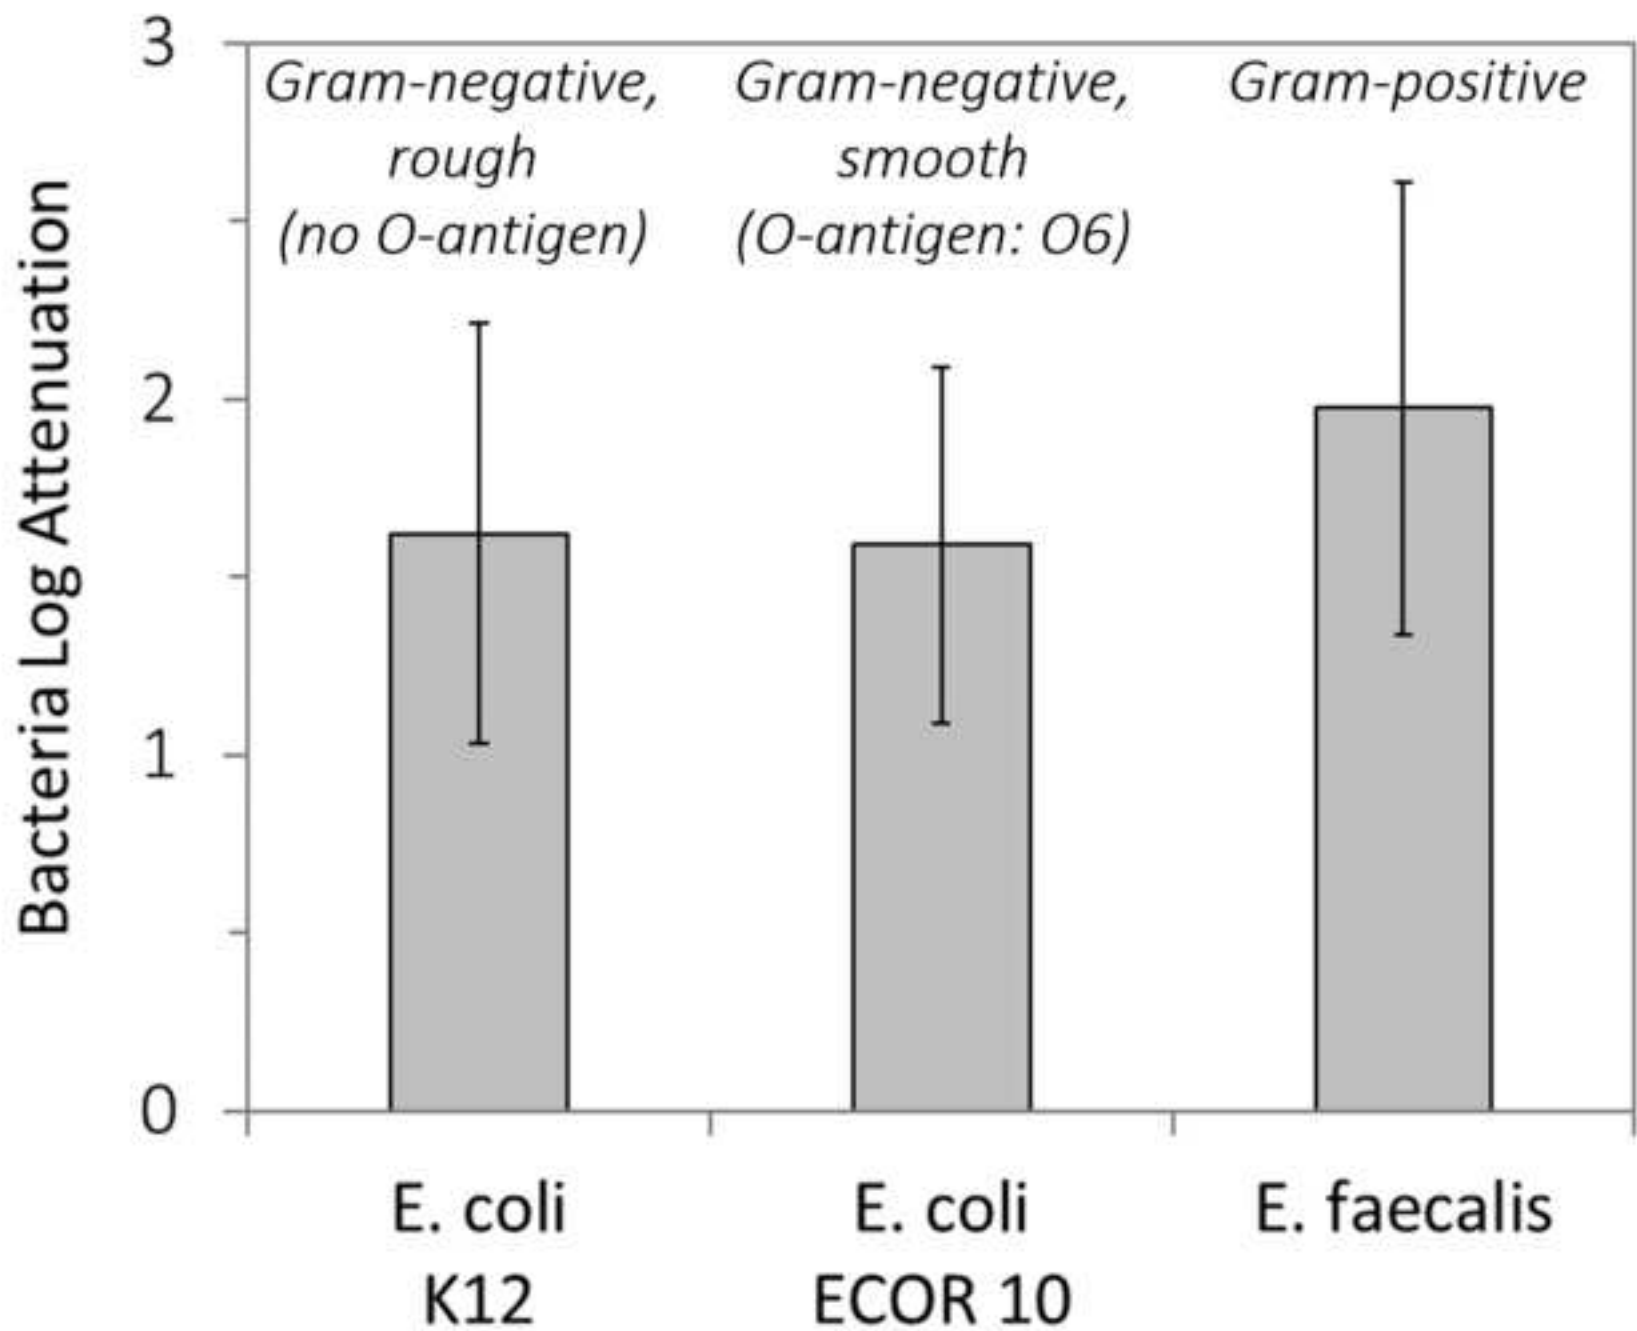 3
Gram-negative,
rough
(no O-antigen)
Gram-negative,
smooth
(O-antigen: O6)
Gram-positive
2
1
0
Bacteria Log Attenuation
E. coli
K12
E. coli
ECOR 10
E. faecalis